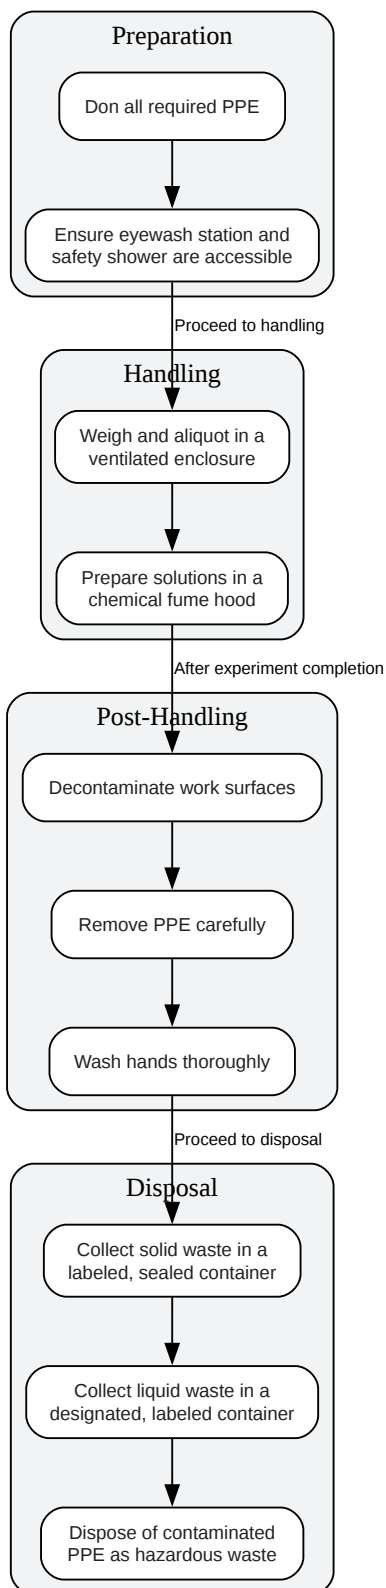 Preparation
Don all required PPE
Ensure eyewash station and
safety shower are accessible
Proceed to handling
Handling
Weigh and aliquot in a
ventilated enclosure
Prepare solutions in a
chemical fume hood
After experiment completion
Post-Handling
Decontaminate work surfaces
Remove PPE carefully
Wash hands thoroughly
Proceed to disposal
Disposal
Collect solid waste in a
labeled, sealed container
Collect liquid waste in a
designated, labeled container
Dispose of contaminated
PPE as hazardous waste